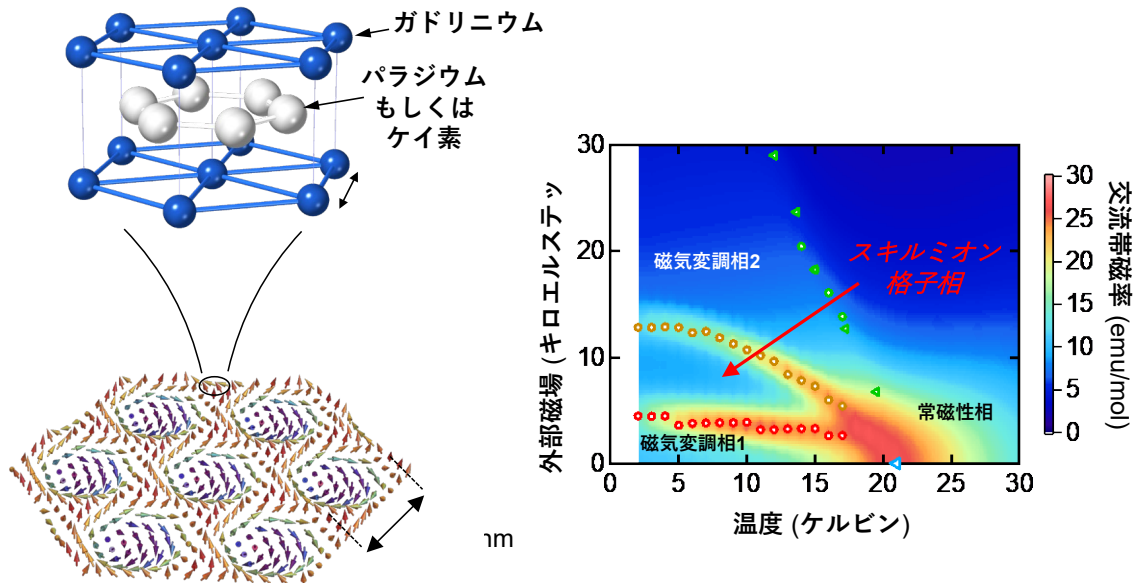 ガドリニウム
パラジウム
もしくは
ケイ素
nm
30
20
10
0
外部磁場 (キロエルステッ
磁気変調相2
スキルミオン
格子相
常磁性相
磁気変調相1
0
5
10
15
20
25
30
温度 (ケルビン)
30
25
20
15
10
5
0
交流帯磁率 (emu/mol)